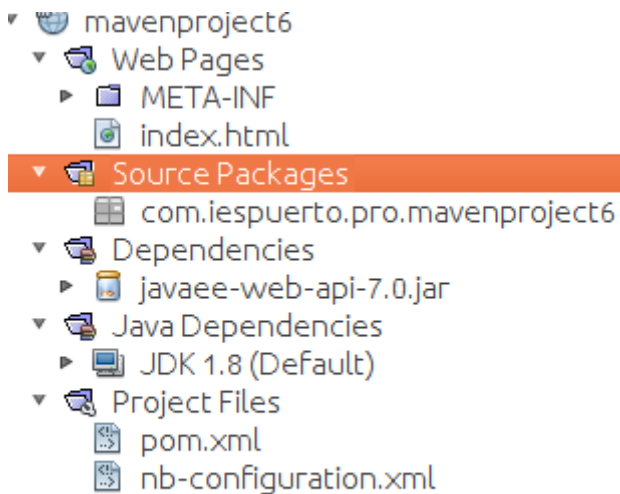 mavenproject6
Web Pages
META-INF
index.html
Source Packages
com.iespuerto.pro.mavenproject6
Dependencies
javaee-web-api-7.0.jar
Java Dependencies
JDK 1.8 (Default)
Project Files
pom.xml
nb-configuration.xml